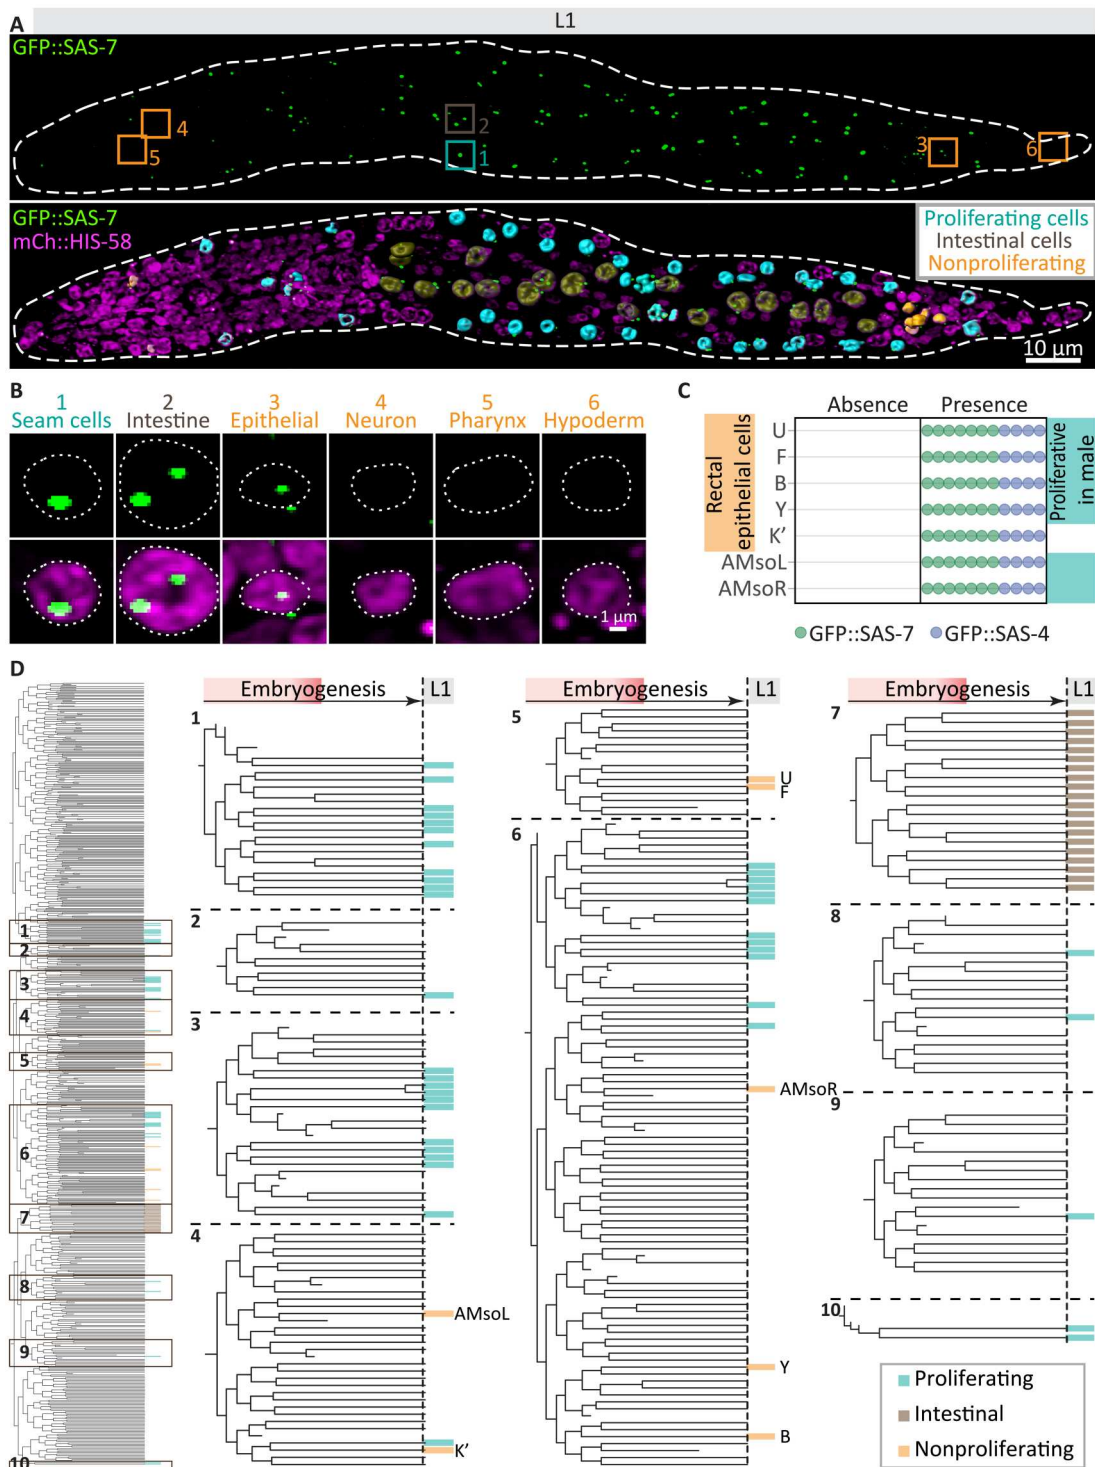 A
L1
GFP::SAS-7
4
5
2
1
3
6
GFP::SAS-7
mCh::HIS-58
Proliferating cells
Intestinal cells
Nonproliferating
10 µm
B
1 2 3 4 5 6
Seam cells Intestine Epithelial Neuron Pharynx Hypoderm
1 µm
C
Absence Presence
Rectal
epithelial cells
U
F
B
Y
K’
AMsoL
AMsoR
Proliferative
in male
GFP::SAS-7 GFP::SAS-4
D
1
2
3
4
5
6
7
8
9
10
Embryogenesis L1
1
2
3
4
AMsoL
K’
Embryogenesis L1
5
U
F
6
AMsoR
Y
B
Embryogenesis L1
7
8
9
10
Proliferating
Intestinal
Nonproliferating